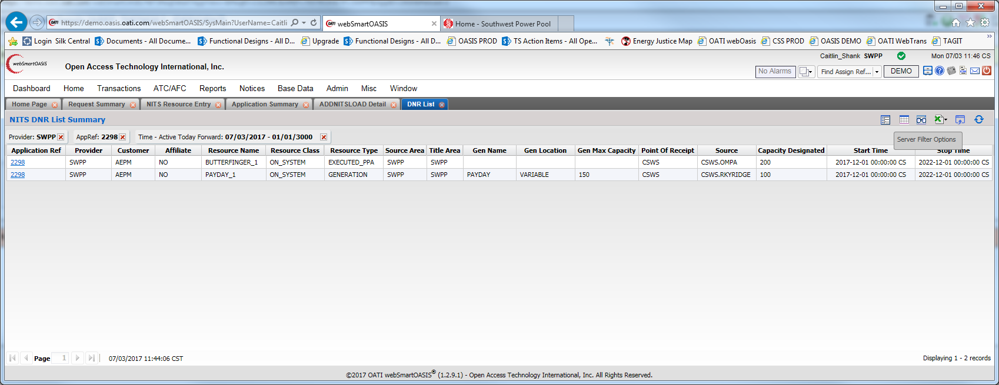 https://demo.oasis.oati.com/webSmartOASIS/SysMain?UserName=Caitli
OATI webSmartOASIS
Home - Southwest Power Pool
Login Silk Central Documents - All Docume... Functional Designs - All D... Upgrade Functional Designs - All D... OASIS PROD TS Action Items - All Ope... Energy Justice Map OATI webOasis CSS PROD OASIS DEMO OATI WebTrans TAGIT
Caitlin_Shank SWPP Mon 07/03 11:46 CS
webSmartOASIS Open Access Technology International, Inc.
No Alarms Find Assign Ref... DEMO
Dashboard Home Transactions ATC/AFC Reports Notices Base Data Admin Misc Window
Home Page Request Summary NITS Resource Entry Application Summary ADDNITSLOAD Detail DNR List
NITS DNR List Summary
Provider: SWPP AppRef: 2298 Time - Active Today Forward: 07/03/2017 - 01/01/3000
Server Filter Options
Application Ref Provider Customer Affiliate Resource Name Resource Class Resource Type Source Area Title Area Gen Name Gen Location Gen Max Capacity Point Of Receipt Source Capacity Designated Start Time Stop Time
2298 SWPP AEPM NO BUTTERFINGER_1 ON_SYSTEM EXECUTED_PPA SWPP SWPP CSWS CSWS.OMPA 200 2017-12-01 00:00:00 CS 2022-12-01 00:00:00 CS
2298 SWPP AEPM NO PAYDAY_1 ON_SYSTEM GENERATION SWPP SWPP PAYDAY VARIABLE 150 CSWS CSWS.RKYRIDGE 100 2017-12-01 00:00:00 CS 2022-12-01 00:00:00 CS
Page 1 07/03/2017 11:44:06 CST Displaying 1 - 2 records
©2017 OATI webSmartOASIS® (1.2.9.1) - Open Access Technology International, Inc. All Rights Reserved.